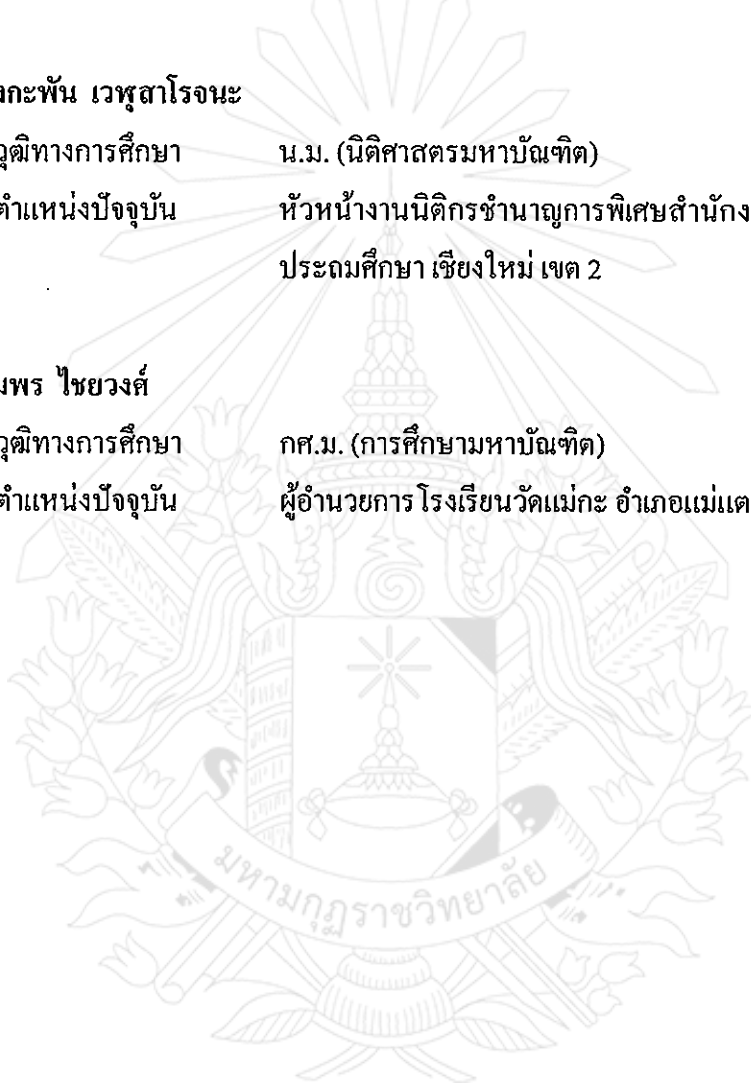 งกะพัน เวฬุสาโรจนะ
วุฒิทางการศึกษา น.ม. (นิติศาสตรมหาบัณฑิต)
ตำแหน่งปัจจุบัน หัวหน้างานนิติกรชำนาญการพิเศษสำนักง
ประถมศึกษา เชียงใหม่ เขต 2
มพร ไชยวงศ์
วุฒิทางการศึกษา กศ.ม. (การศึกษามหาบัณฑิต)
ตำแหน่งปัจจุบัน ผู้อำนวยการโรงเรียนวัดแม่กะ อำเภอแม่แต
มหามกุฏราชวิทยาลัย